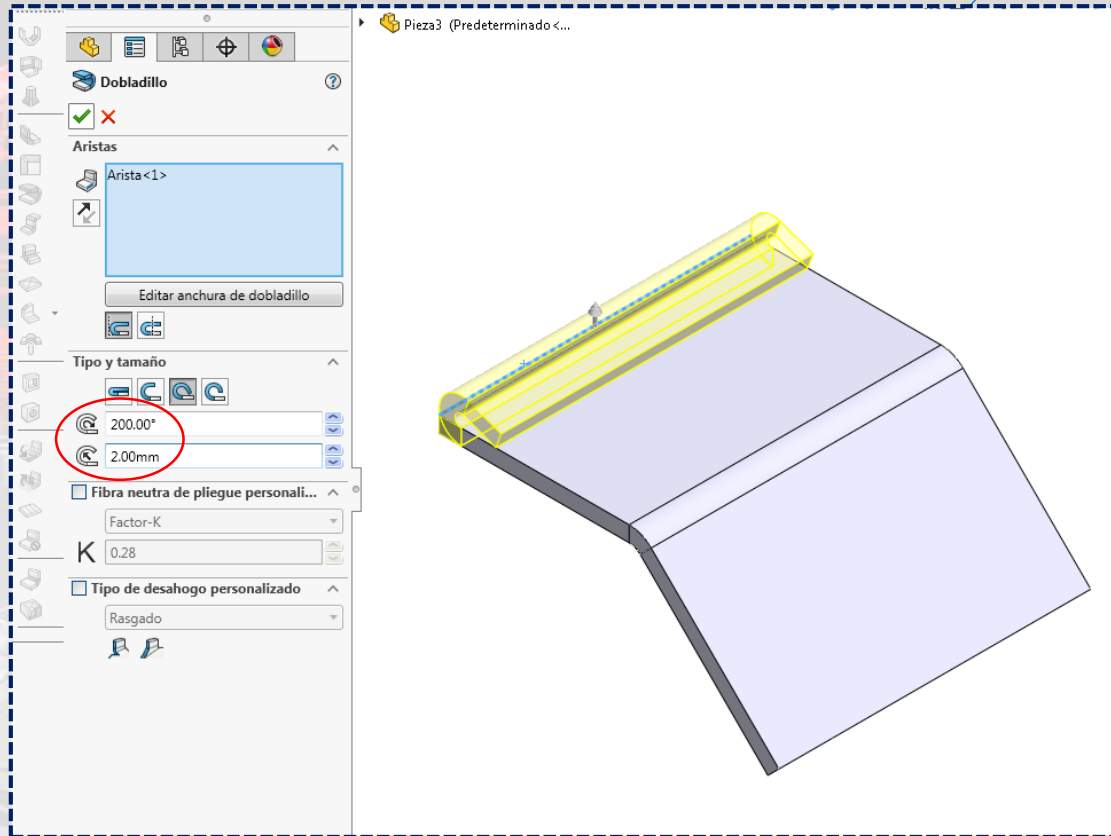 Pieza3 (Predeterminado<...
Dobladillo
Aristas
Arista<1>
Editar anchura de dobladillo
Tipo y tamaño
200.00°
2.00mm
Fibra neutra de pliegue personali...
Factor-K
K 0.28
Tipo de desahogo personalizado
Rasgado